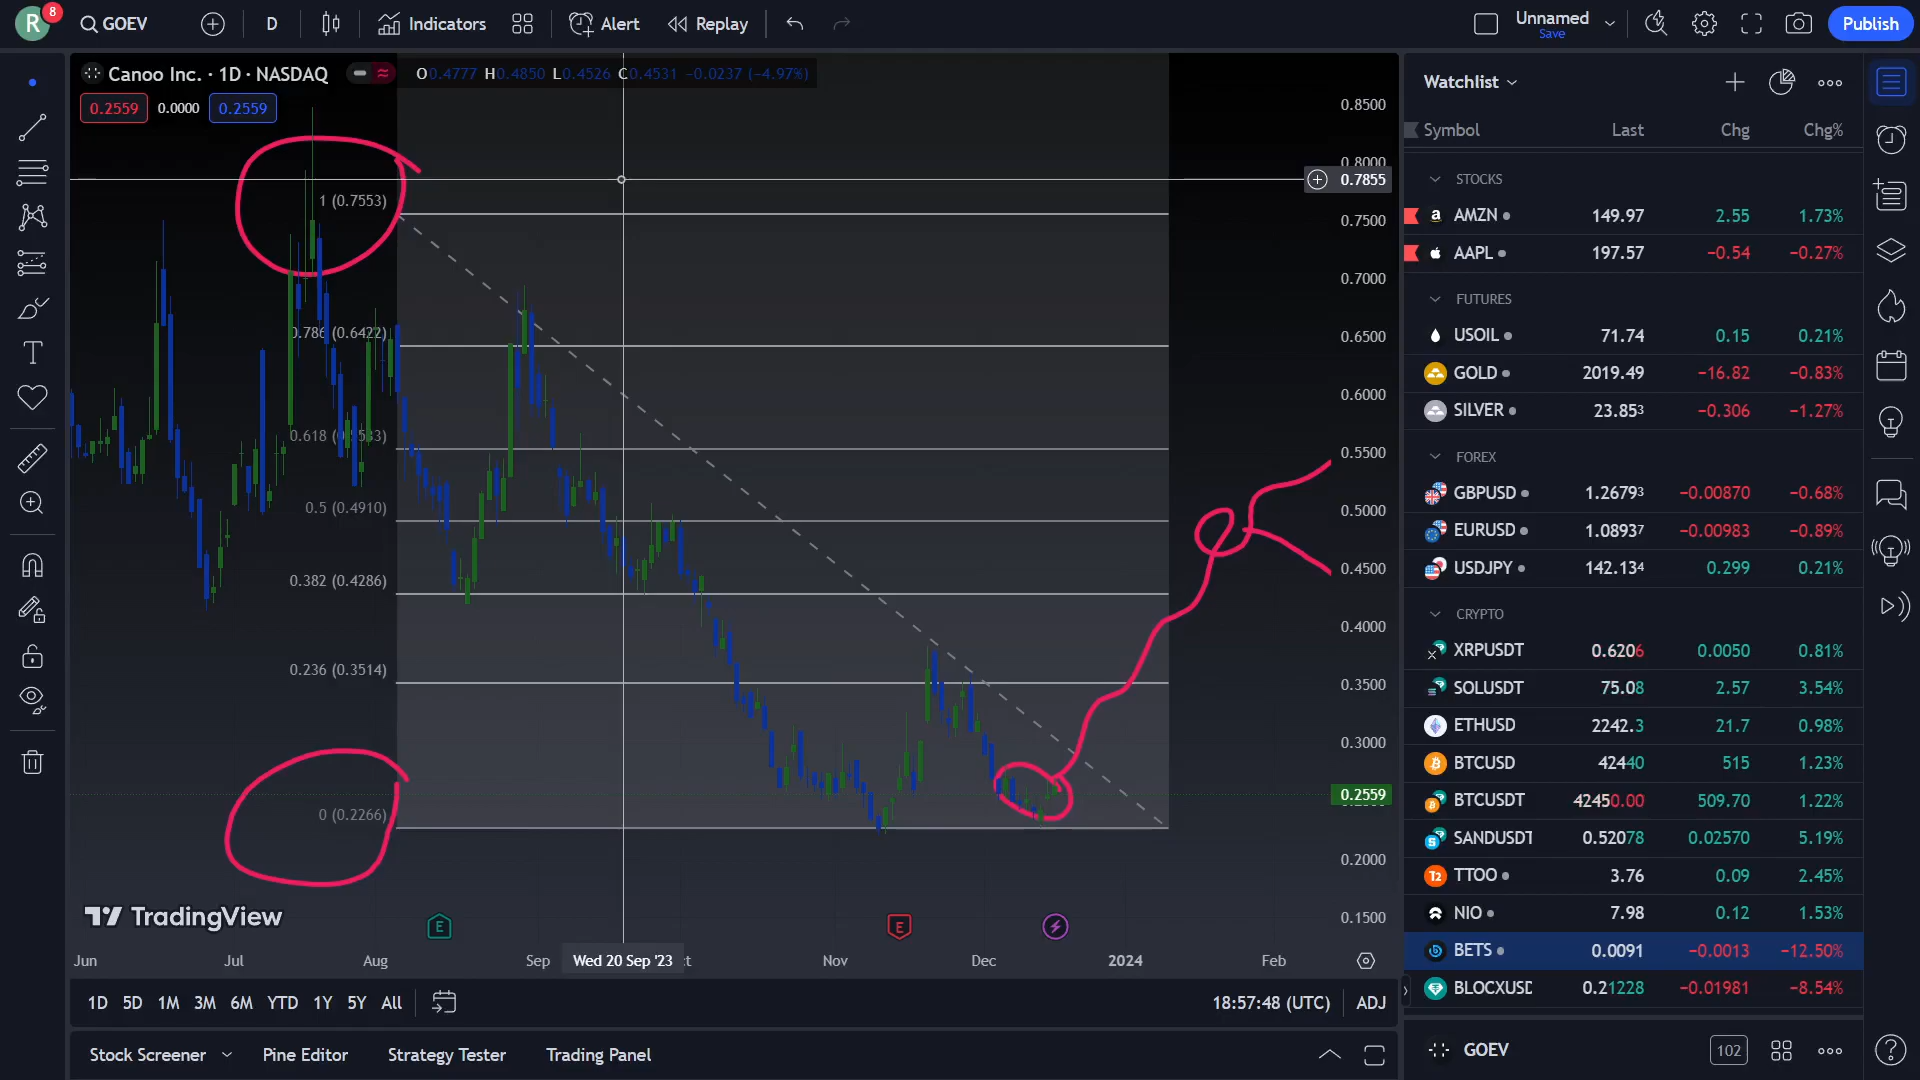 R 8 GOEV D Indicators Alert Replay Unnamed Save Publish
Canoo Inc. · 1D · NASDAQ O0.4777 H0.4850 L0.4526 C0.4531 −0.0237 (−4.97%)
0.2559 0.0000 0.2559
0.8500
0.8000
0.7855
0.7500
0.7000
0.6500
0.6000
0.5500
0.5000
0.4500
0.4000
0.3500
0.3000
0.2559
0.2000
0.1500
1 (0.7553)
0.786 (0.6422)
0.618
0.5 (0.4910)
0.382 (0.4286)
0.236 (0.3514)
0 (0.2266)
TradingView
E E
Jun Jul Aug Sep Wed 20 Sep '23 Nov Dec 2024 Feb
1D 5D 1M 3M 6M YTD 1Y 5Y All 18:57:48 (UTC) ADJ
Stock Screener Pine Editor Strategy Tester Trading Panel
Watchlist
Symbol Last Chg Chg%
STOCKS
AMZN 149.97 2.55 1.73%
AAPL 197.57 −0.54 −0.27%
FUTURES
USOIL 71.74 0.15 0.21%
GOLD 2019.49 −16.82 −0.83%
SILVER 23.853 −0.306 −1.27%
FOREX
GBPUSD 1.26793 −0.00870 −0.68%
EURUSD 1.08937 −0.00983 −0.89%
USDJPY 142.134 0.299 0.21%
CRYPTO
XRPUSDT 0.6206 0.0050 0.81%
SOLUSDT 75.08 2.57 3.54%
ETHUSD 2242.3 21.7 0.98%
BTCUSD 42440 515 1.23%
BTCUSDT 42450.00 509.70 1.22%
SANDUSDT 0.52078 0.02570 5.19%
TTOO 3.76 0.09 2.45%
NIO 7.98 0.12 1.53%
BETS 0.0091 −0.0013 −12.50%
BLOCXUSD 0.21228 −0.01981 −8.54%
GOEV 102